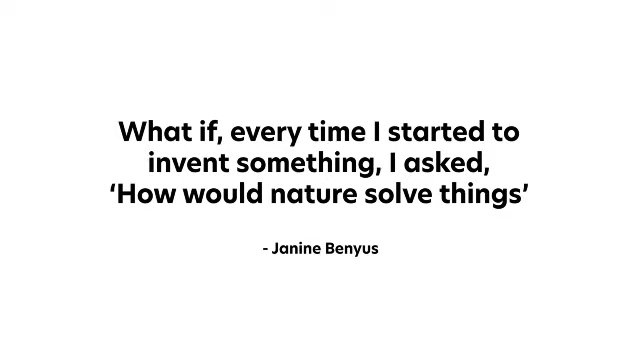 What if, every time I started to
invent something, I asked,
‘How would nature solve things’
- Janine Benyus